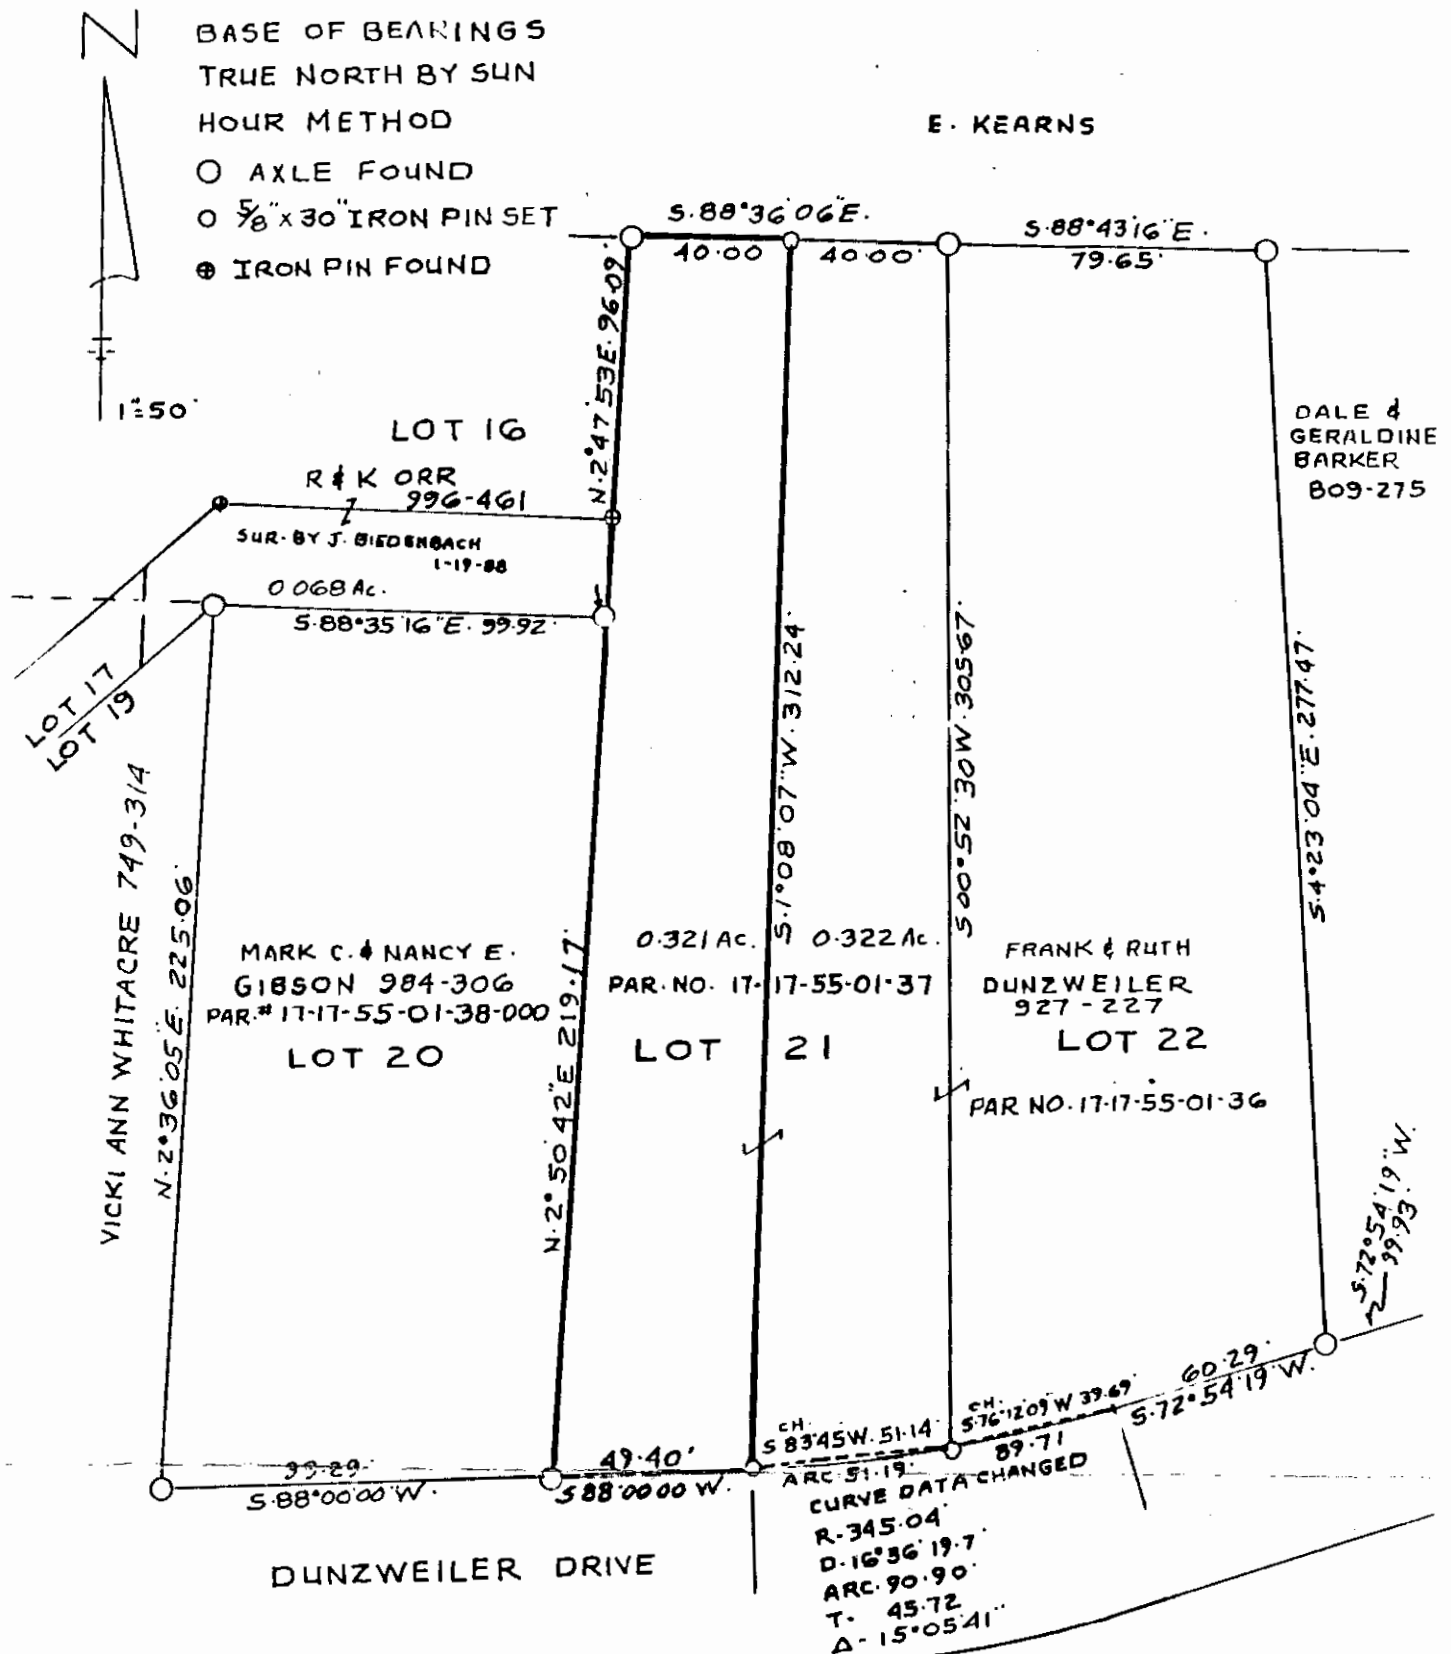 N
BASE OF BEARINGS
TRUE NORTH BY SUN
HOUR METHOD
AXLE FOUND
5/8"x30" IRON PIN SET
IRON PIN FOUND
1"=50'
E. KEARNS
S.88°36'06"E.
40.00 40.00'
S.88°43'16"E.
79.65'
N.2°47'53E. 96.09'
LOT 16
R & K ORR
996-461
SUR. BY J. BIEDENBACH
1-19-88
0.068 Ac.
S.88°35'16"E. 99.92'
LOT 17
LOT 19
DALE &
GERALDINE
BARKER
809-275
VICKI ANN WHITACRE 749-314
N.2°36'05"E. 225.06'
MARK C. & NANCY E.
GIBSON 984-306
PAR.# 17-17-55-01-38-000
LOT 20
N.2°50'42"E 219.17'
0.321 Ac.
S.1°08'07"W. 312.24'
0.322 Ac.
PAR. NO. 17-17-55-01-37
LOT 21
S00°52'30W. 305.67'
FRANK & RUTH
DUNZWEILER
927-227
LOT 22
PAR NO. 17-17-55-01-36
S.4°23'04"E. 277.47'
S.72°54'19"W.
99.93'
99.29'
S.88°00'00"W.
49.40'
S88°00'00 W.
CH.
S 83°45W. 51.14'
ARC. 51.19'
CH.
S.76°12'09 W 39.69'
89.71
60.29'
S.72°54'19"W.
CURVE DATA CHANGED
R-345.04'
D-16°36'19.7"
ARC. 90.90'
T. 45.72
Δ-15°05'41"
DUNZWEILER DRIVE